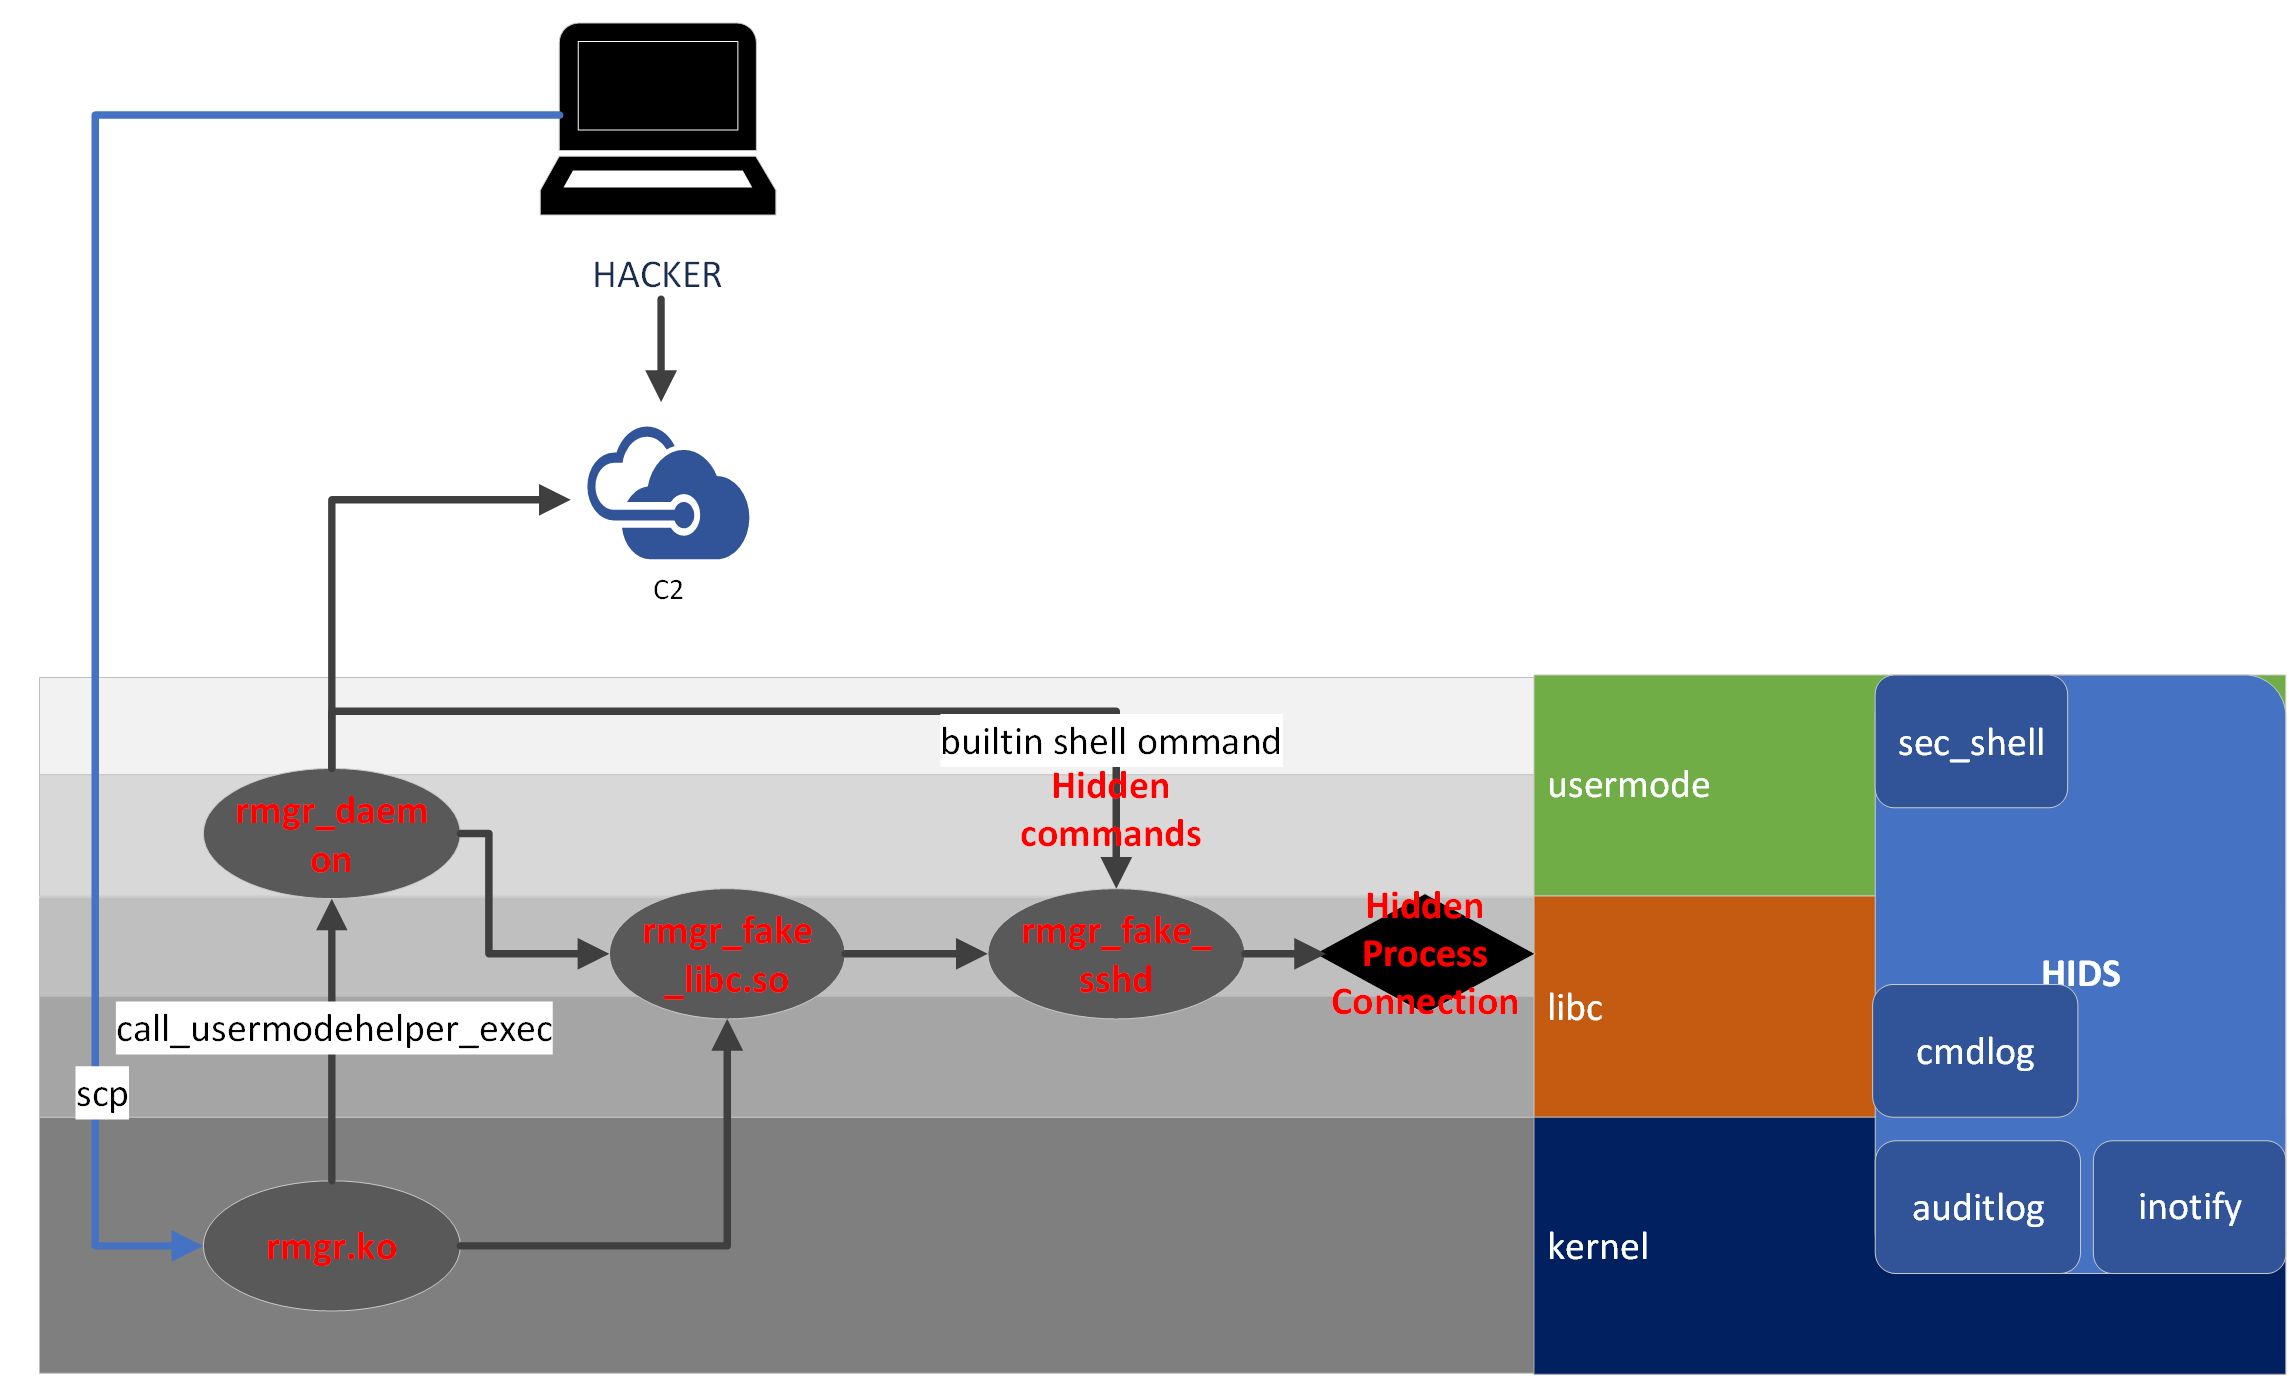 HACKER
C2
builtin shell ommand
Hidden
commands
rmgr_daem
on
rmgr_fake
_libc.so
rmgr_fake_
sshd
Hidden
Process
Connection
call_usermodehelper_exec
scp
rmgr.ko
usermode
libc
kernel
sec_shell
HIDS
cmdlog
auditlog
inotify